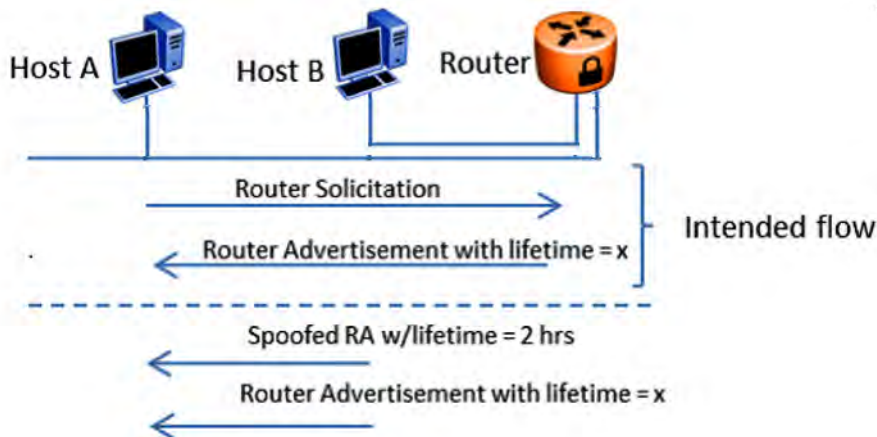 Host A
Host B
Router
Router Solicitation
Router Advertisement with lifetime = x
Intended flow
Spoofed RA w/lifetime = 2 hrs
Router Advertisement with lifetime = x